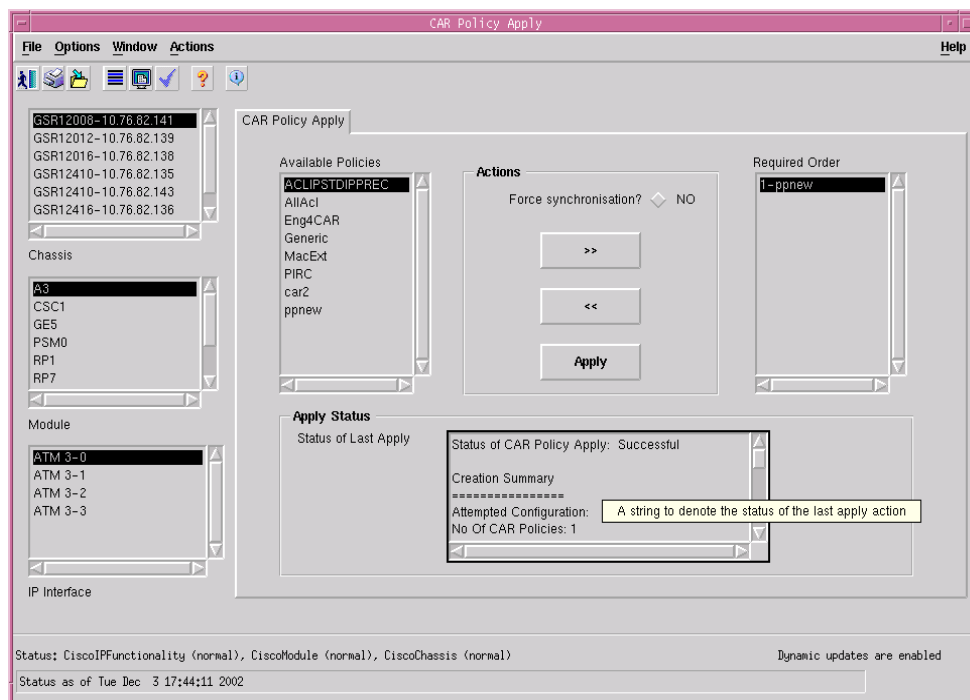 CAR Policy Apply
File Options Window Actions Help
GSR12008-10.76.82.141
GSR12012-10.76.82.139
GSR12016-10.76.82.138
GSR12410-10.76.82.135
GSR12410-10.76.82.143
GSR12416-10.76.82.136
Chassis
A3
CSC1
GE5
PSM0
RP1
RP7
Module
ATM 3-0
ATM 3-1
ATM 3-2
ATM 3-3
IP Interface
CAR Policy Apply
Available Policies
ACLIPSTDIPPREC
AllAcl
Eng4CAR
Generic
MacExt
PIRC
car2
ppnew
Actions
Force synchronisation? NO
>>
<<
Apply
Required Order
1-ppnew
Apply Status
Status of Last Apply
Status of CAR Policy Apply: Successful
Creation Summary
================
Attempted Configuration:
No Of CAR Policies: 1
A string to denote the status of the last apply action
Status: CiscoIPFunctionality (normal), CiscoModule (normal), CiscoChassis (normal)
Dynamic updates are enabled
Status as of Tue Dec 3 17:44:11 2002